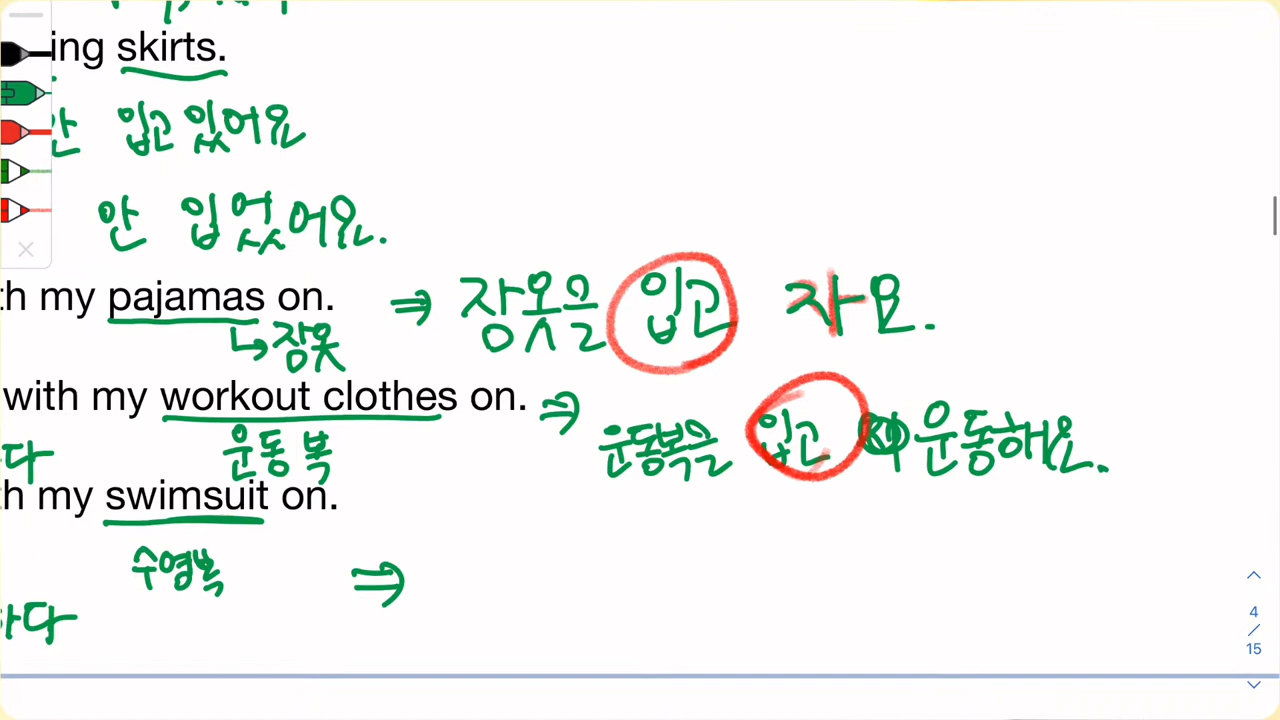 ing skirts.
안 입고 있어요
안 입었어요.
th my pajamas on. ⇒ 잠옷을 입고 자요.
↳ 잠옷
with my workout clothes on. ⇒ 운동복을 입고 운동해요.
다 운동복
th my swimsuit on.
수영복 ⇒
하다
4
/
15